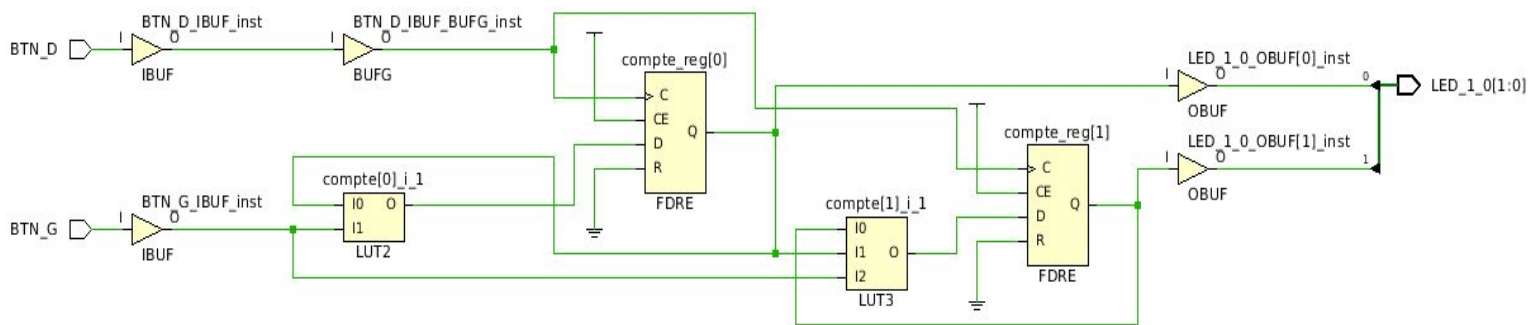 BTN_D
I
BTN_D_IBUF_inst
O
IBUF
I
BTN_D_IBUF_BUFG_inst
O
BUFG
compte_reg[0]
C
CE
D
R
Q
FDRE
BTN_G
I
BTN_G_IBUF_inst
O
IBUF
compte[0]_i_1
I0
I1
O
LUT2
compte[1]_i_1
I0
I1
I2
O
LUT3
compte_reg[1]
C
CE
D
R
Q
FDRE
LED_1_0_OBUF[0]_inst
I
O
OBUF
0
LED_1_0_OBUF[1]_inst
I
O
OBUF
1
LED_1_0[1:0]